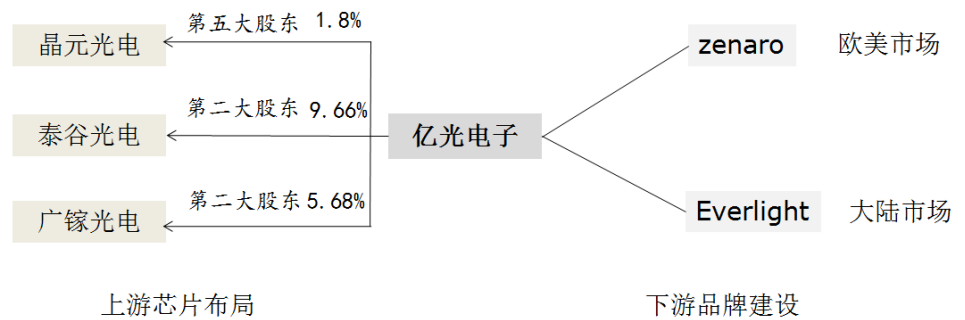 第五大股东 1.8%
晶元光电
第二大股东 9.66%
泰谷光电
第二大股东 5.68%
广镓光电
上游芯片布局
亿光电子
zenaro 欧美市场
Everlight 大陆市场
下游品牌建设